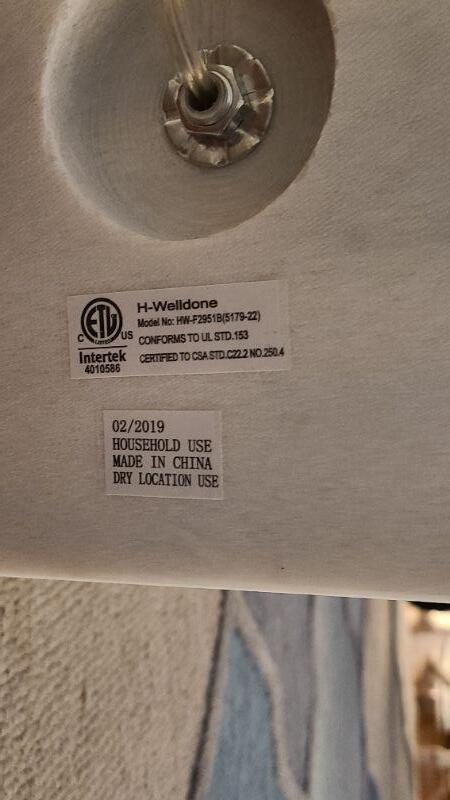 H-Welldone
Model No: HW-F2951B(5179-22)
CONFORMS TO UL STD.153
CERTIFIED TO CSA STD.C22.2 NO.250.4
C ETL LISTED US
Intertek
4010586
02/2019
HOUSEHOLD USE
MADE IN CHINA
DRY LOCATION USE